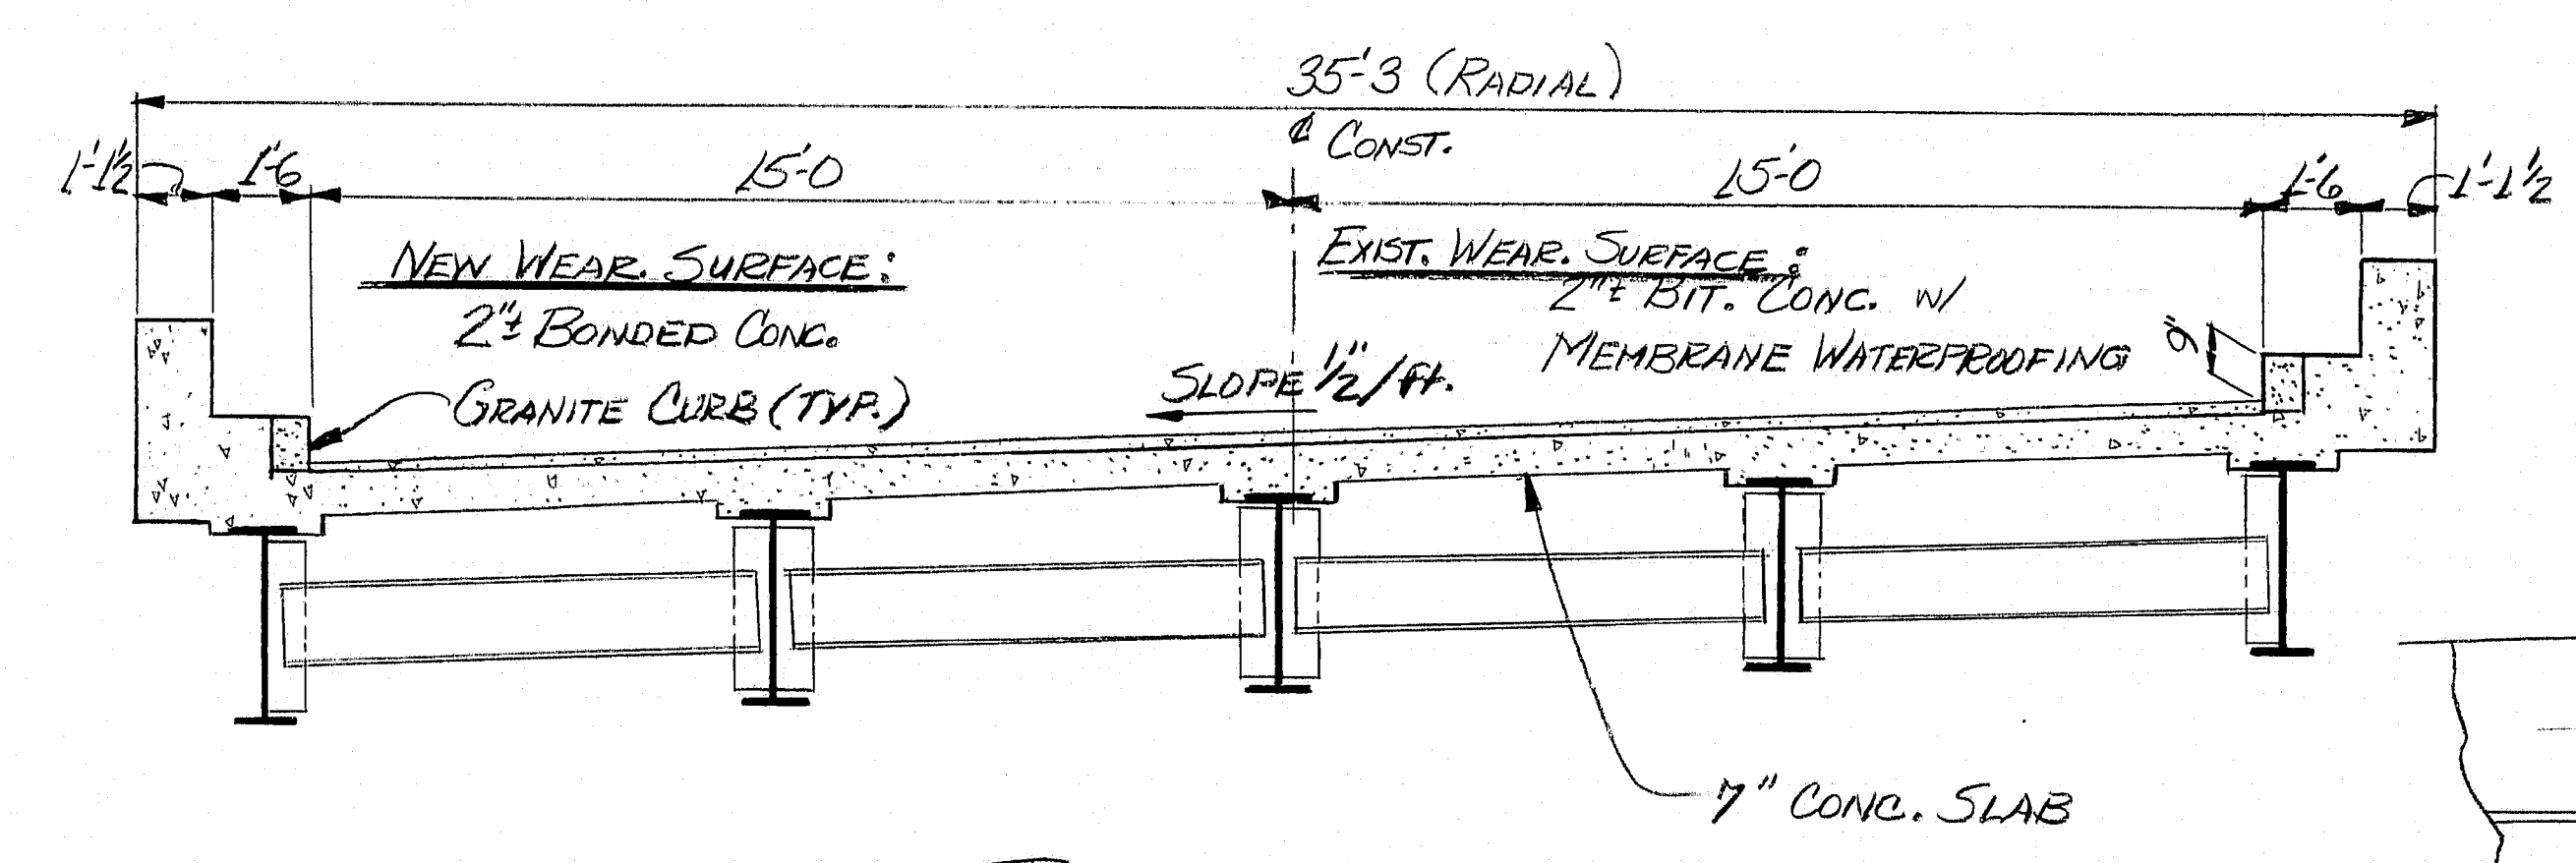 35'-3 (RADIAL)
℄ CONST.
1'-1½
1'-6
15'-0
15'-0
1'-6
1'-1½
NEW WEAR. SURFACE:
2"± BONDED CONC.
EXIST. WEAR. SURFACE:
2"± BIT. CONC. W/
MEMBRANE WATERPROOFING
9"
GRANITE CURB (TYP.)
SLOPE ½"/ft.
7" CONC. SLAB